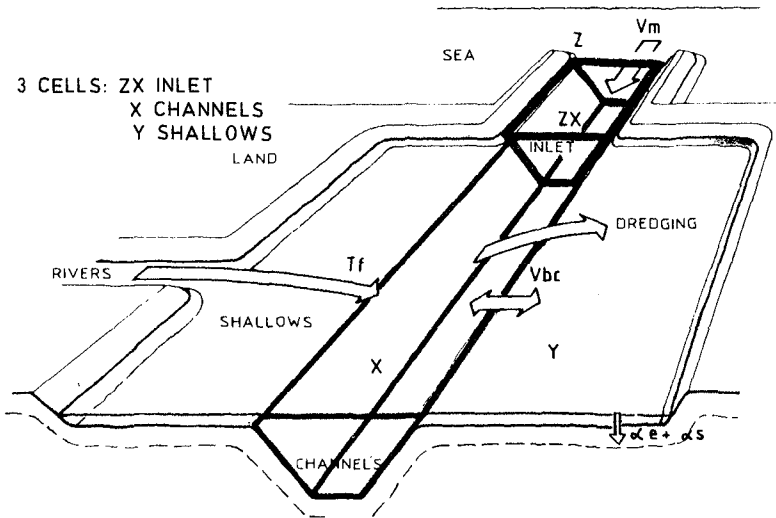 Z
Vm
SEA
3 CELLS: ZX INLET
X CHANNELS
Y SHALLOWS
LAND
ZX
INLET
DREDGING
RIVERS
Tf
Vbc
SHALLOWS
X
Y
αe + αs
CHANNELS